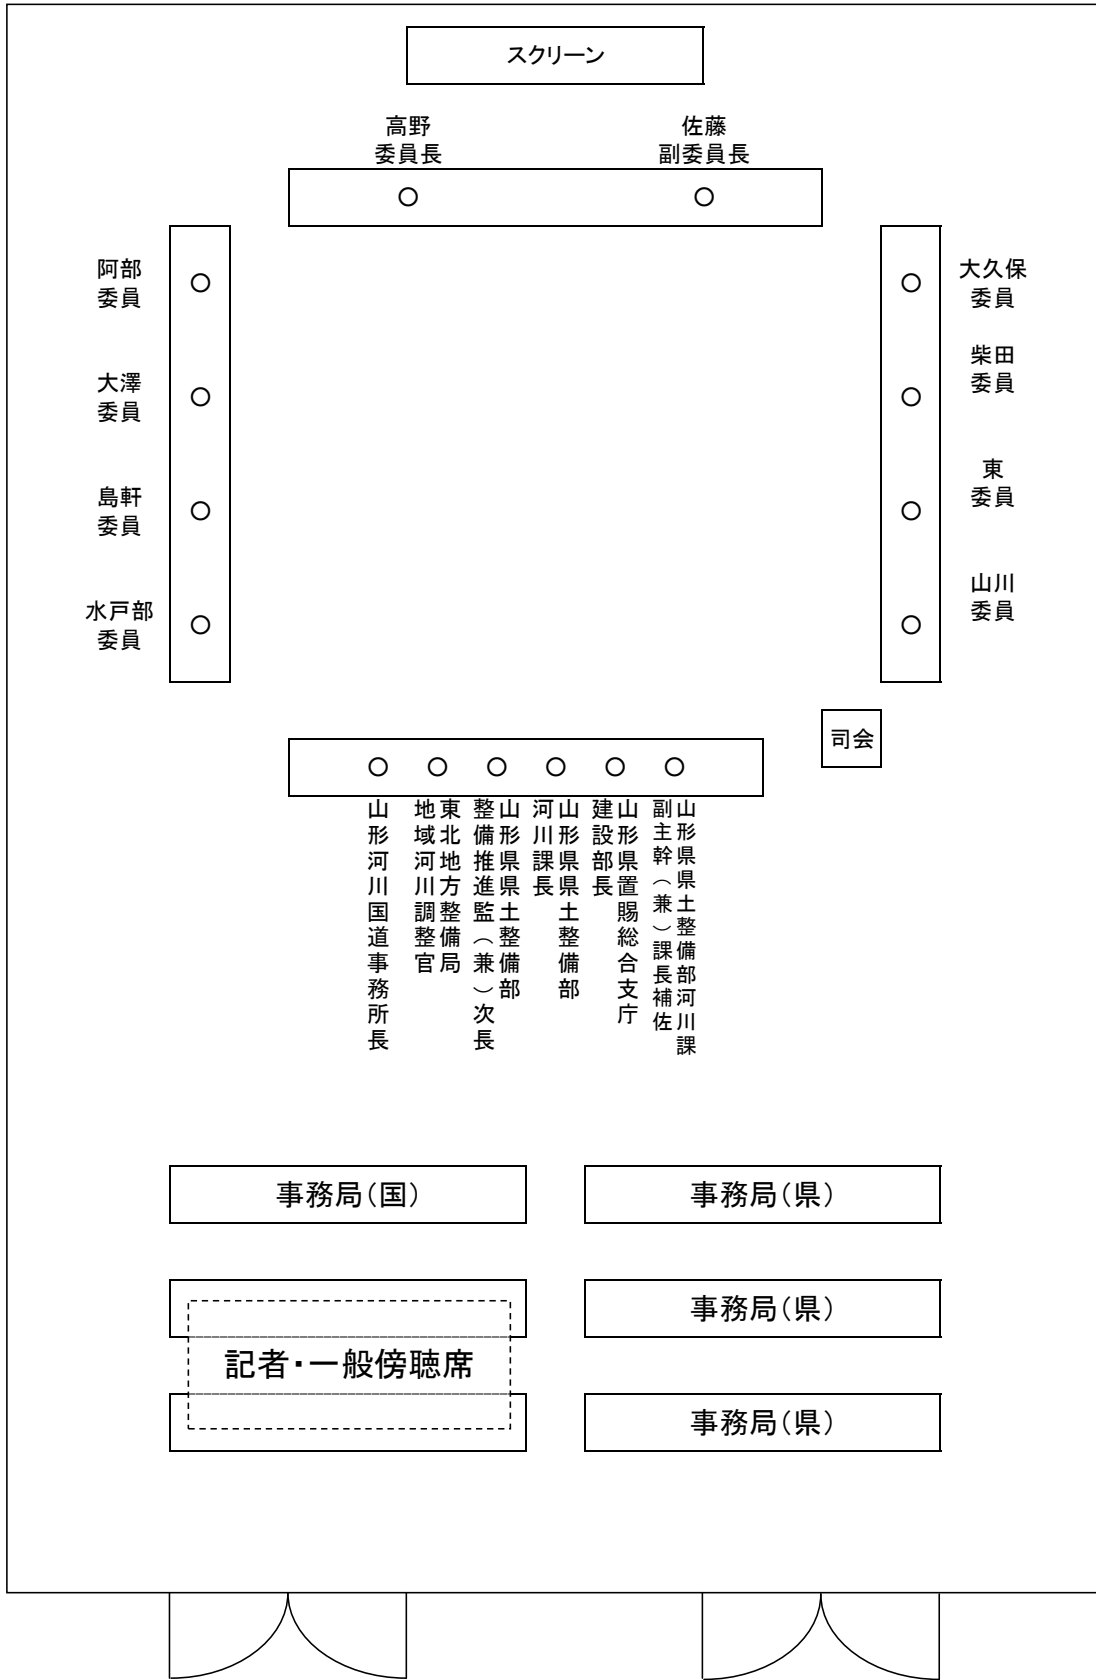 スクリーン
高野
委員長
佐藤
副委員長
阿部
委員
大久保
委員
大澤
委員
柴田
委員
島軒
委員
東
委員
水戸部
委員
山川
委員
司会
山形河川国道事務所長
東北地方整備局
地域河川調整官
山形県県土整備部
整備推進監（兼）次長
山形県県土整備部
河川課長
山形県置賜総合支庁
建設部長
山形県県土整備部河川課
副主幹（兼）課長補佐
事務局（国）
事務局（県）
事務局（県）
記者・一般傍聴席
事務局（県）